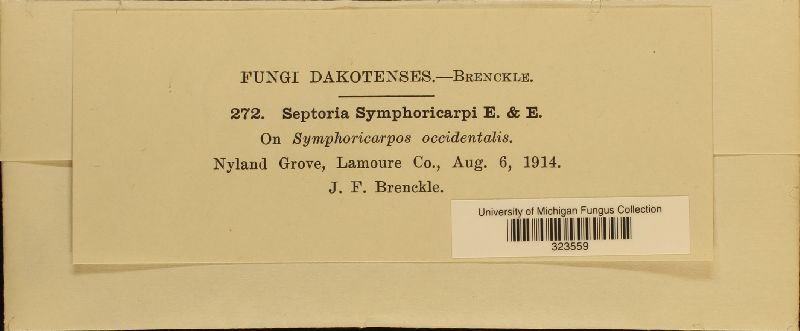 FUNGI DAKOTENSES.—BRENCKLE.
272. Septoria Symphoricarpi E. & E.
On Symphoricarpos occidentalis.
Nyland Grove, Lamoure Co., Aug. 6, 1914.
J. F. Brenckle.
University of Michigan Fungus Collection
323559